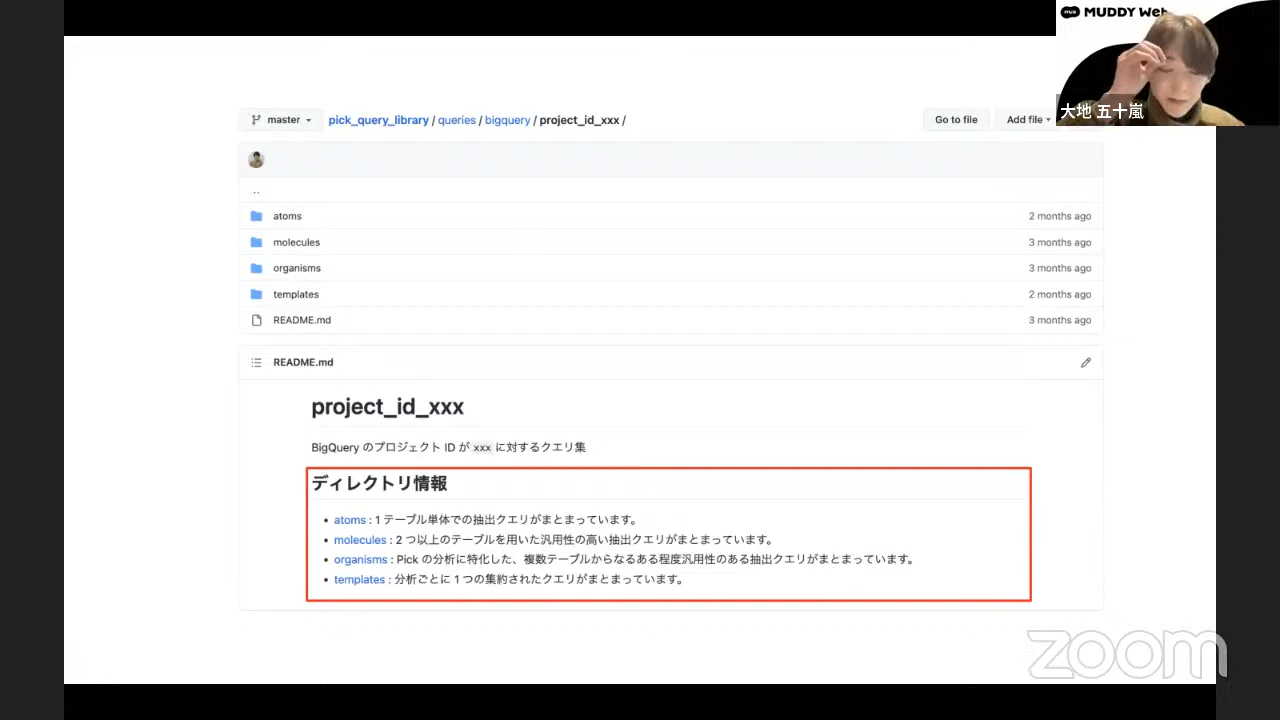 MUDDY Web
大地 五十嵐
master
pick_query_library / queries / bigquery / project_id_xxx /
Go to file
Add file
..
atoms 2 months ago
molecules 3 months ago
organisms 3 months ago
templates 2 months ago
README.md 3 months ago
README.md
project_id_xxx
BigQuery のプロジェクト ID が xxx に対するクエリ集
ディレクトリ情報
• atoms : 1 テーブル単体での抽出クエリがまとまっています。
• molecules : 2 つ以上のテーブルを用いた汎用性の高い抽出クエリがまとまっています。
• organisms : Pick の分析に特化した、複数テーブルからなるある程度汎用性のある抽出クエリがまとまっています。
• templates : 分析ごとに 1 つの集約されたクエリがまとまっています。
zoom